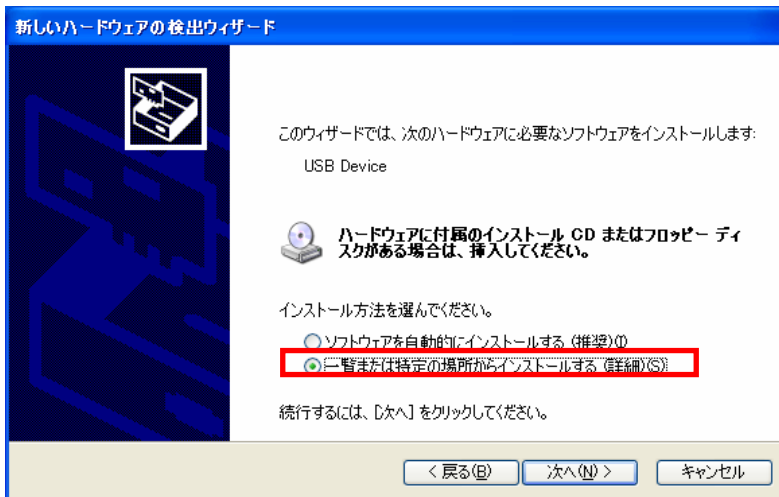 新しいハードウェアの検出ウィザード
このウィザードでは、次のハードウェアに必要なソフトウェアをインストールします:
USB Device
ハードウェアに付属のインストール CD またはフロッピー ディ
スクがある場合は、挿入してください。
インストール方法を選んでください。
ソフトウェアを自動的にインストールする (推奨)(I)
一覧または特定の場所からインストールする (詳細)(S)
続行するには、[次へ] をクリックしてください。
< 戻る(B) 次へ(N) > キャンセル